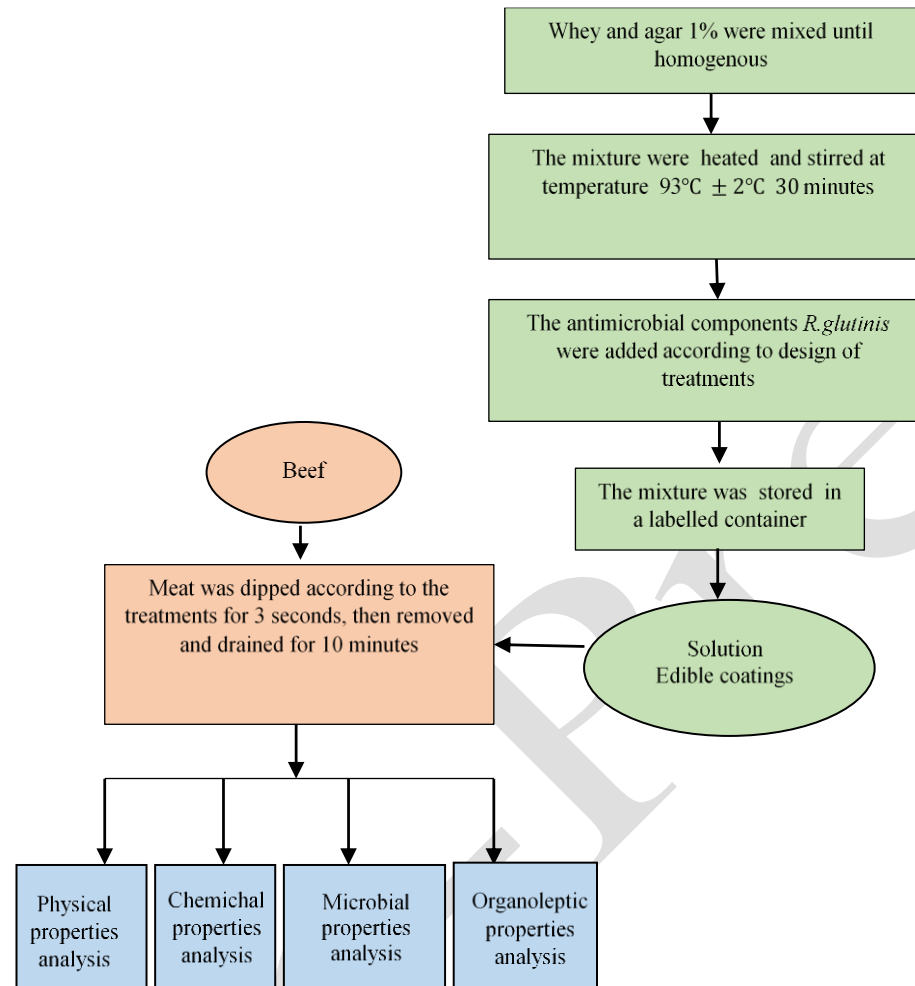 Whey and agar 1% were mixed until
homogenous
The mixture were heated and stirred at
temperature 93℃ ± 2℃ 30 minutes
The antimicrobial components R.glutinis
were added according to design of
treatments
Beef
The mixture was stored in
a labelled container
Meat was dipped according to the
treatments for 3 seconds, then removed
and drained for 10 minutes
Solution
Edible coatings
Physical
properties
analysis
Chemichal
properties
analysis
Microbial
properties
analysis
Organoleptic
properties
analysis